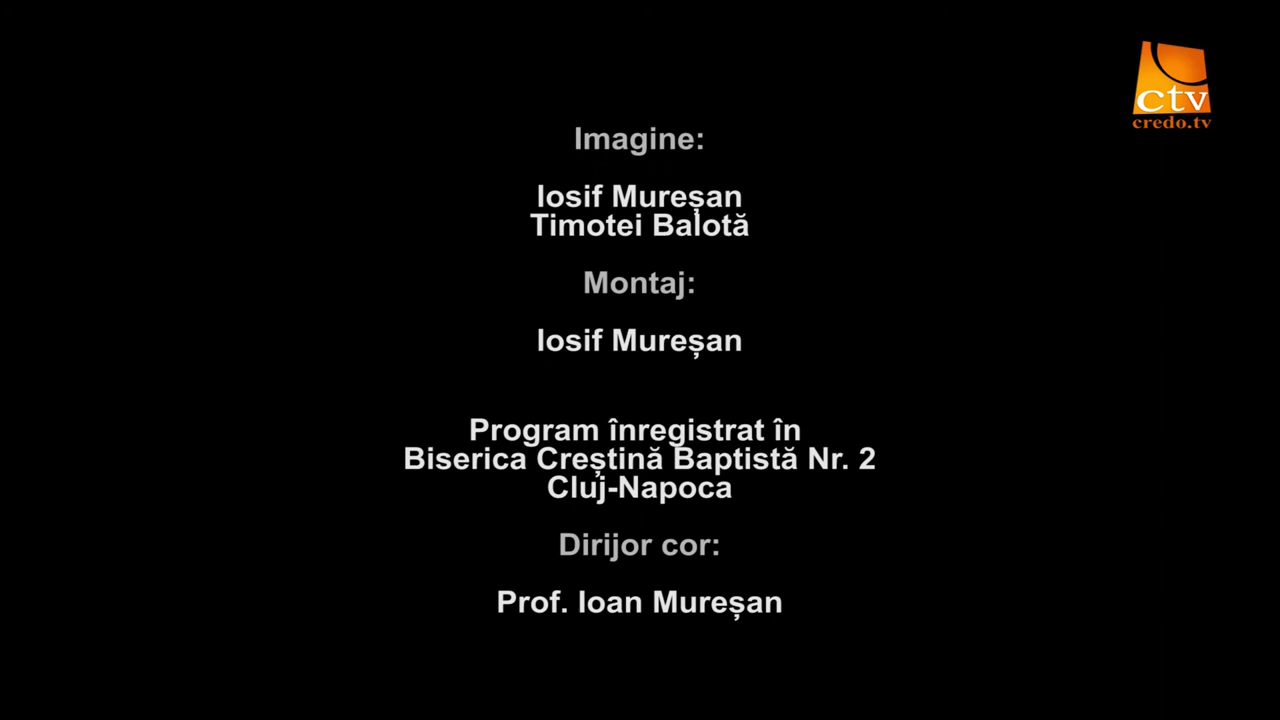 ctv
credo.tv
Imagine:
Iosif Mureșan
Timotei Balotă
Montaj:
Iosif Mureșan
Program înregistrat în
Biserica Creștină Baptistă Nr. 2
Cluj-Napoca
Dirijor cor:
Prof. Ioan Mureșan